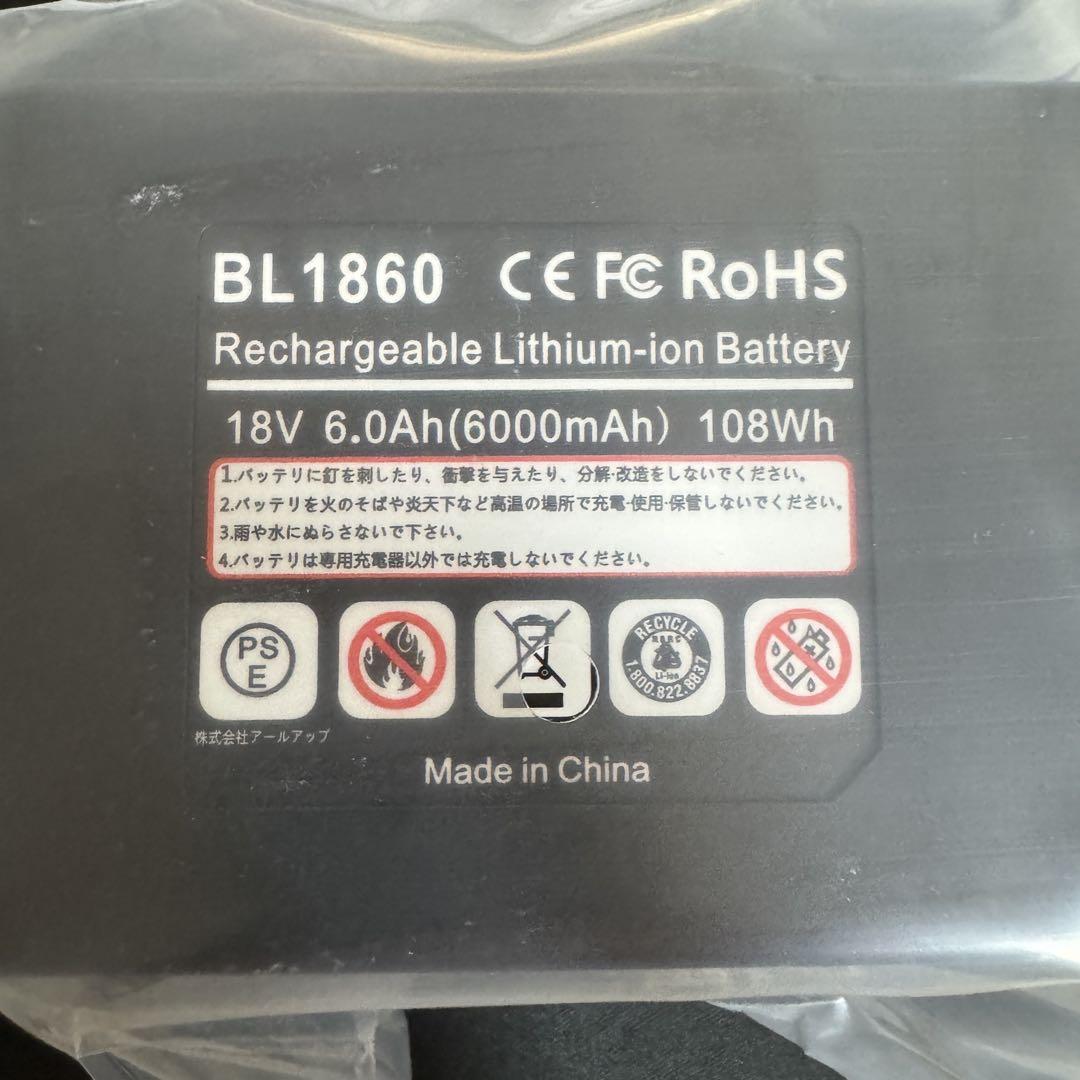 BL1860 CE FC RoHS
Rechargeable Lithium-ion Battery
18V 6.0Ah(6000mAh) 108Wh
1.バッテリに釘を刺したり、衝撃を与えたり、分解·改造をしないでください。
2.バッテリを火のそばや炎天下など高温の場所で充電·使用·保管しないでください。
3.雨や水にぬらさないで下さい。
4.バッテリは専用充電器以外では充電しないでください。
PS
E
RECYCLE
RBRC
Li-ion
1.800.822.8837
株式会社アールアップ
Made in China